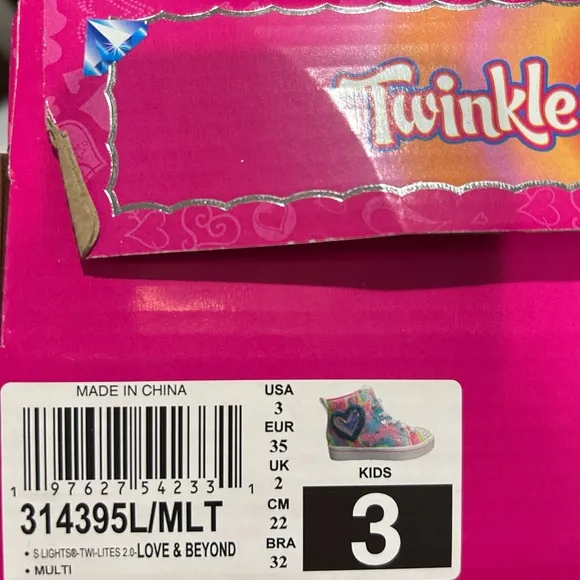 Twinkle
MADE IN CHINA
1 97627 54233 1
314395L/MLT
• S LIGHTS®-TWI-LITES 2.0-LOVE & BEYOND
• MULTI
USA
3
EUR
35
UK
2
CM
22
BRA
32
KIDS
3